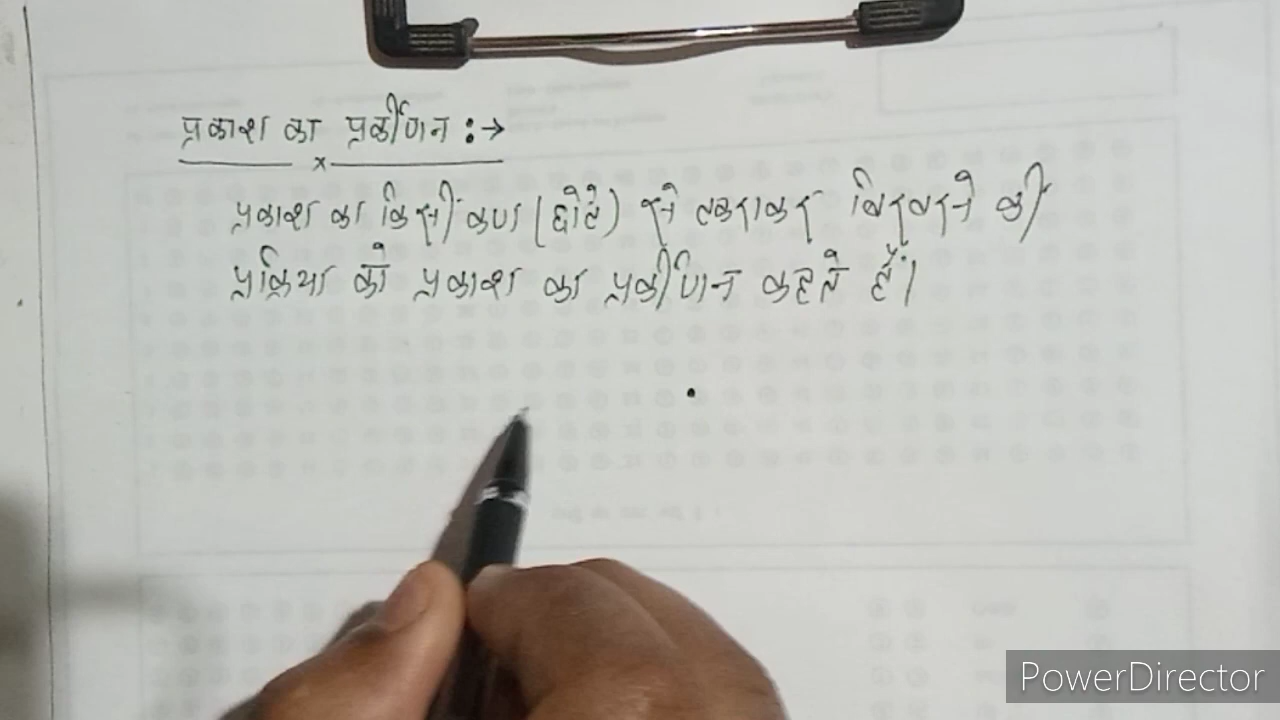 प्रकाश का प्रकीर्णन :→
प्रकाश का किसी कण (छोटे) से टकराकर बिखरने की
प्रक्रिया को प्रकाश का प्रकीर्णन कहते हैं।
PowerDirector